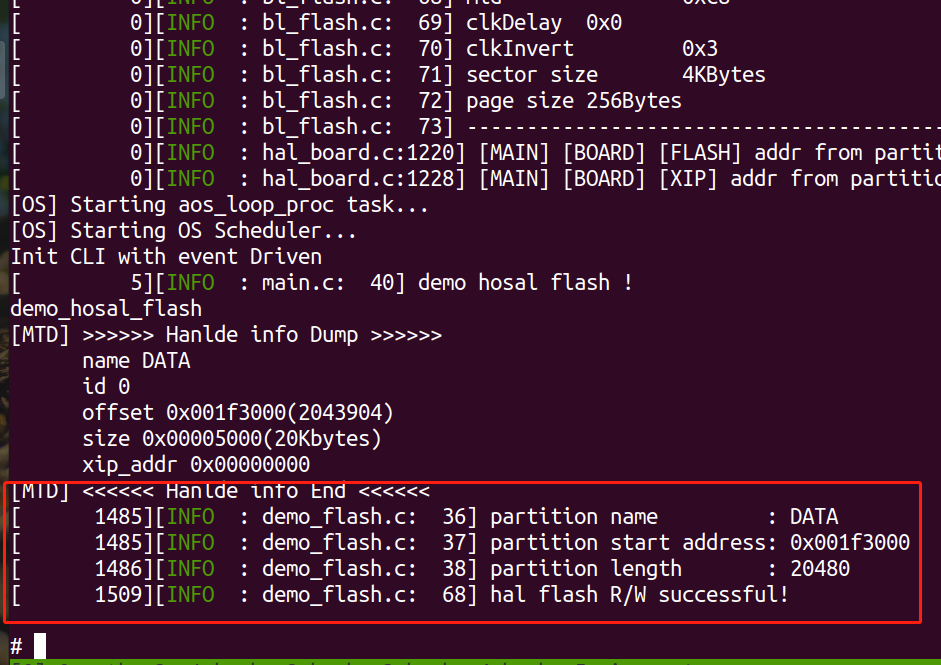 [         0][INFO  : bl_flash.c:  69] clkDelay  0x0
[         0][INFO  : bl_flash.c:  70] clkInvert         0x3
[         0][INFO  : bl_flash.c:  71] sector size       4KBytes
[         0][INFO  : bl_flash.c:  72] page size 256Bytes
[         0][INFO  : bl_flash.c:  73] ----------------------------------------
[         0][INFO  : hal_board.c:1220] [MAIN] [BOARD] [FLASH] addr from partit
[         0][INFO  : hal_board.c:1228] [MAIN] [BOARD] [XIP] addr from partitio
[OS] Starting aos_loop_proc task...
[OS] Starting OS Scheduler...
Init CLI with event Driven
[         5][INFO  : main.c:  40] demo hosal flash !
demo_hosal_flash
[MTD] >>>>>> Hanlde info Dump >>>>>>
      name DATA
      id 0
      offset 0x001f3000(2043904)
      size 0x00005000(20Kbytes)
      xip_addr 0x00000000
[MTD] <<<<<< Hanlde info End <<<<<<
[      1485][INFO  : demo_flash.c:  36] partition name         : DATA
[      1485][INFO  : demo_flash.c:  37] partition start address: 0x001f3000
[      1486][INFO  : demo_flash.c:  38] partition length       : 20480
[      1509][INFO  : demo_flash.c:  68] hal flash R/W successful!
#